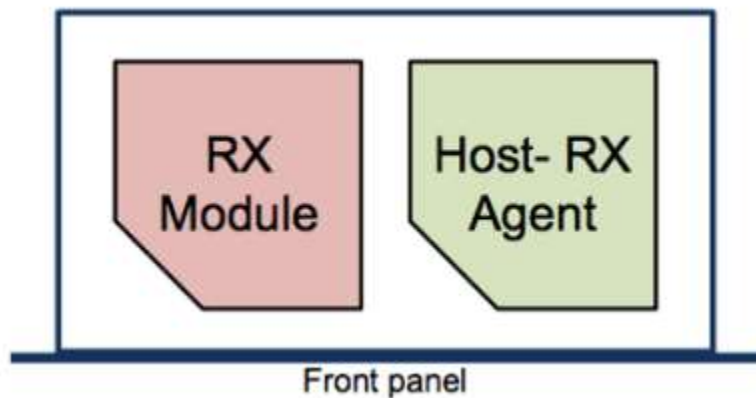 RX
Module
Host- RX
Agent
Front panel